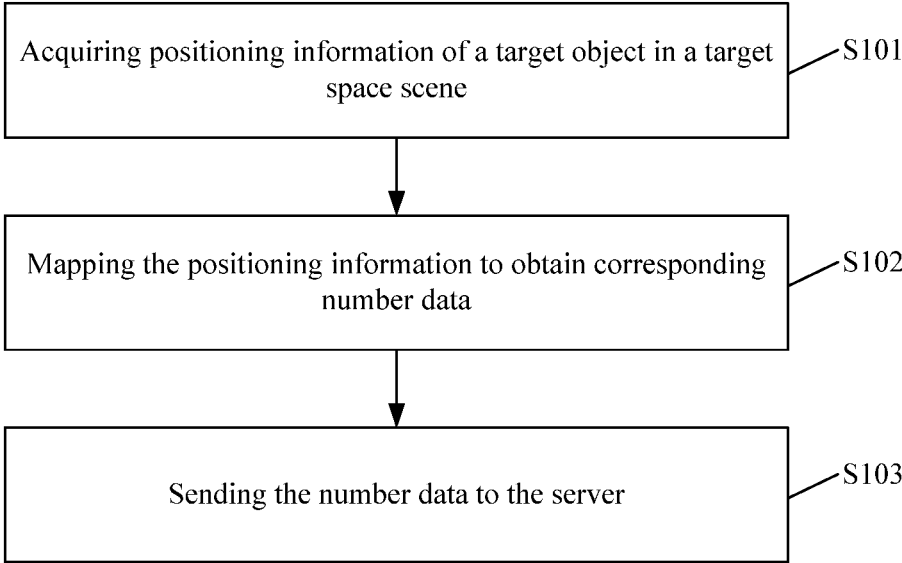 Acquiring positioning information of a target object in a target
space scene
S101
Mapping the positioning information to obtain corresponding
number data
S102
Sending the number data to the server
S103